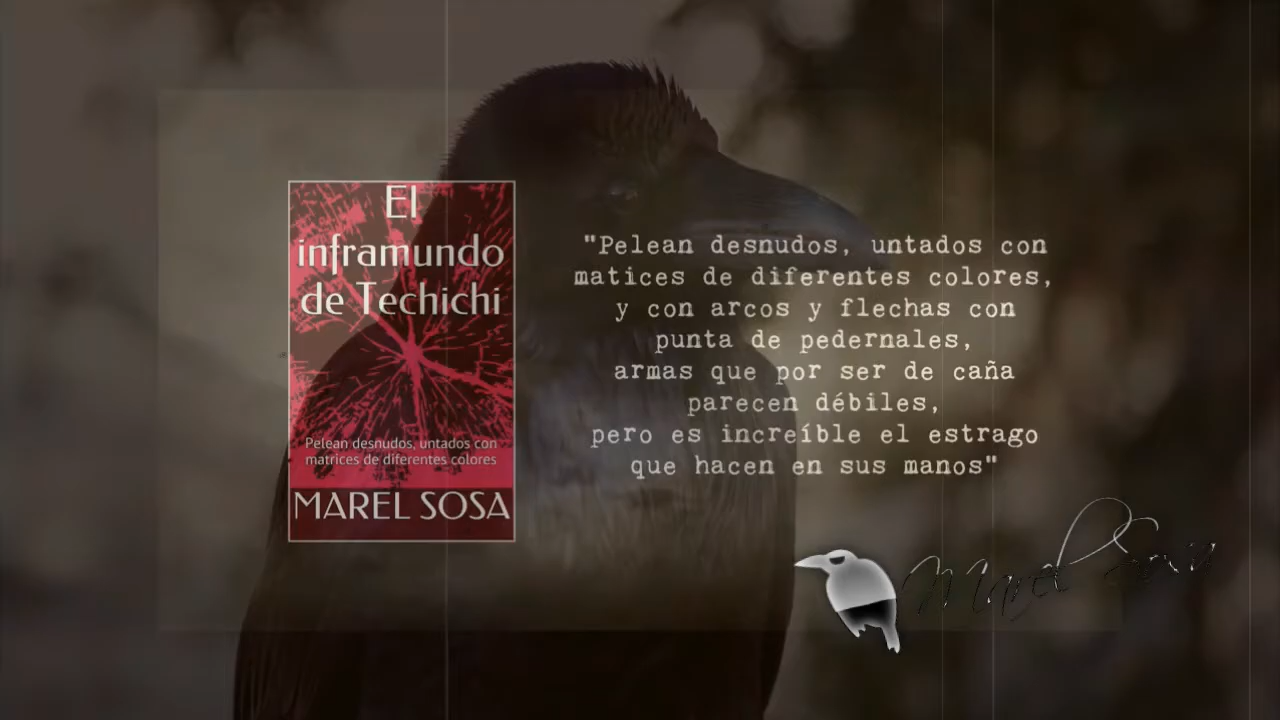 El
inframundo
de Techichi
Pelean desnudos, untados con
matrices de diferentes colores
MAREL SOSA
"Pelean desnudos, untados con
matices de diferentes colores,
y con arcos y flechas con
punta de pedernales,
armas que por ser de caña
parecen débiles,
pero es increíble el estrago
que hacen en sus manos"
Marel Sosa